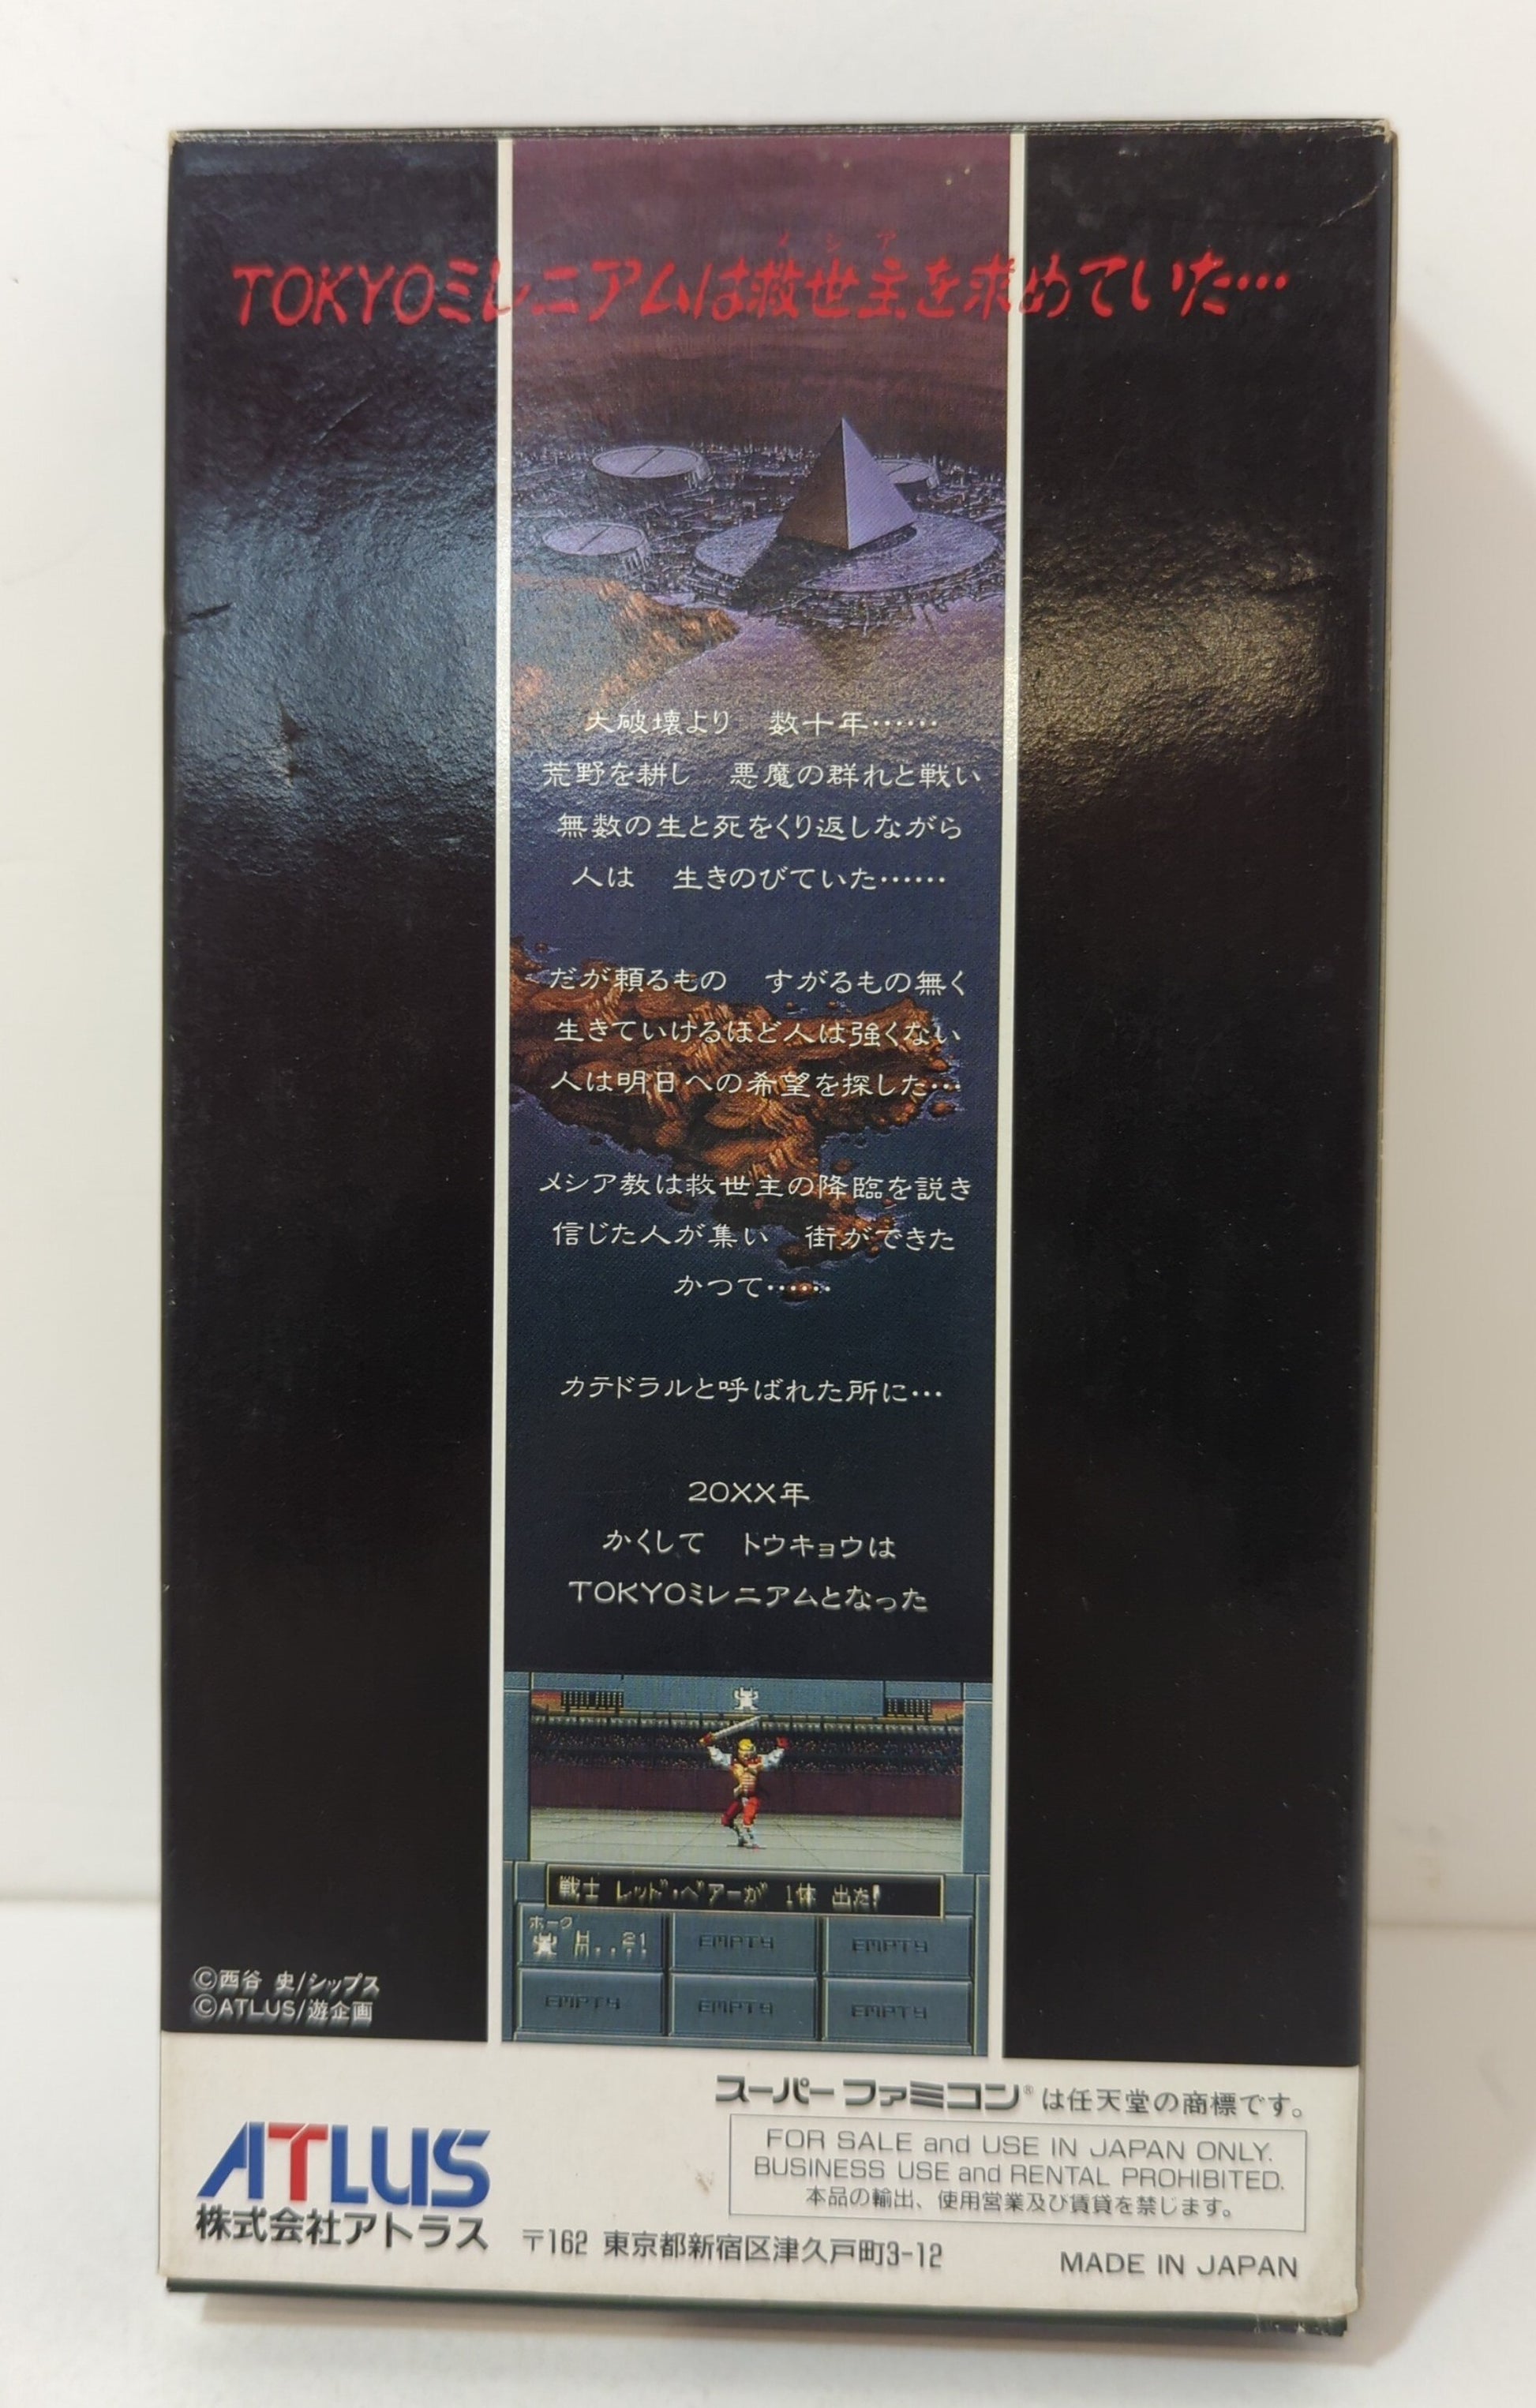 メシア
TOKYOミレニアムは救世主を求めていた…
大破壊より　数十年……
荒野を耕し　悪魔の群れと戦い
無数の生と死をくり返しながら
人は　生きのびていた……
だが頼るもの　すがるもの無く
生きていけるほど人は強くない
人は明日への希望を探した…
メシア教は救世主の降臨を説き
信じた人が集い　街ができた
かつて……
カテドラルと呼ばれた所に…
20XX年
かくして　トウキョウは
TOKYOミレニアムとなった
戦士 レッド・ベアーが 1体 出た!
ホーク
EMPTY EMPTY
EMPTY EMPTY EMPTY
©西谷 史/シップス
©ATLUS/遊企画
スーパーファミコン®は任天堂の商標です。
FOR SALE and USE IN JAPAN ONLY.
BUSINESS USE and RENTAL PROHIBITED.
本品の輸出、使用営業及び賃貸を禁じます。
ATLUS
株式会社アトラス
〒162 東京都新宿区津久戸町3-12
MADE IN JAPAN